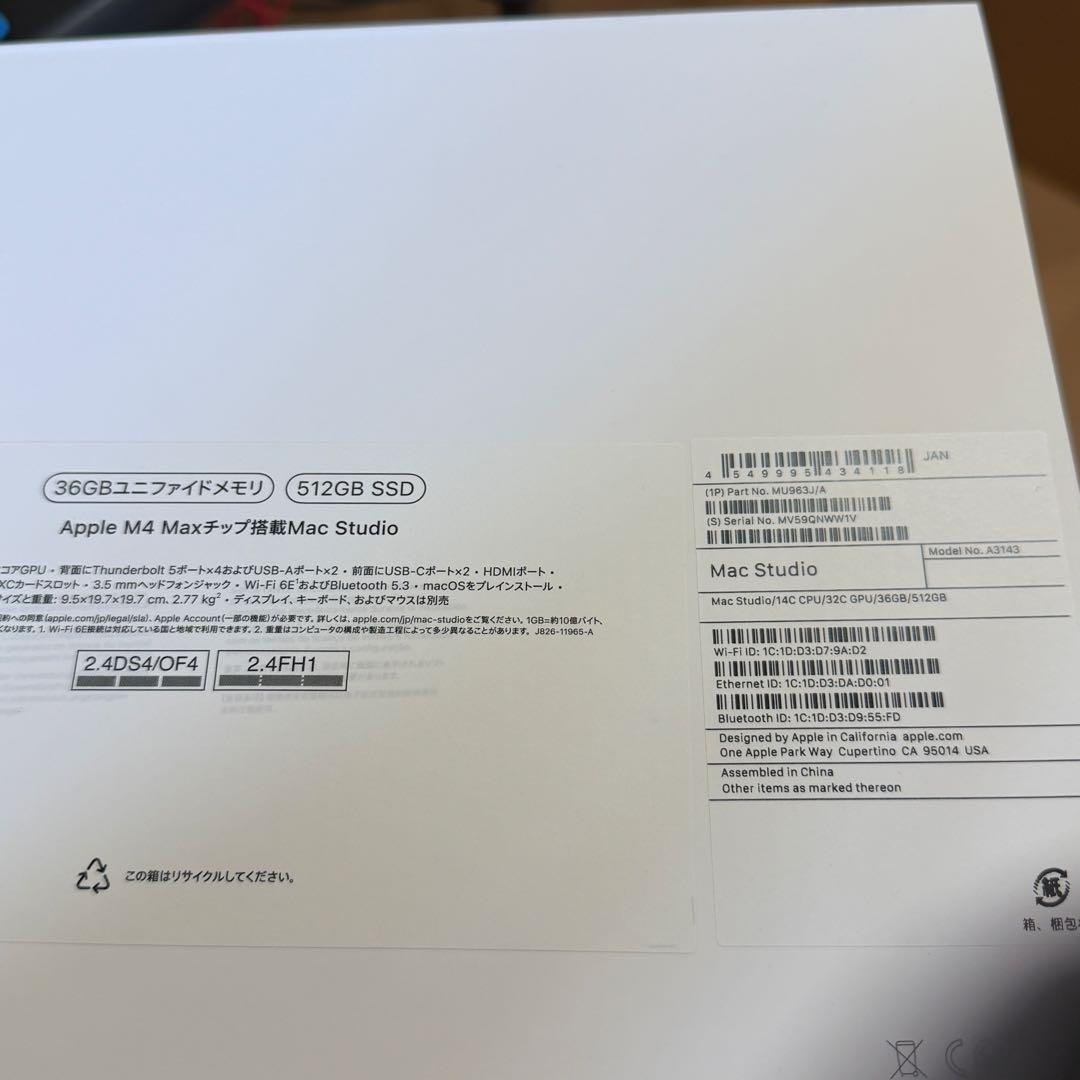 36GBユニファイドメモリ 512GB SSD
Apple M4 Maxチップ搭載Mac Studio
コアGPU・背面にThunderbolt 5ポート×4およびUSB-Aポート×2・前面にUSB-Cポート×2・HDMIポート・
XCカードスロット・3.5 mmヘッドフォンジャック・Wi-Fi 6E¹およびBluetooth 5.3・macOSをプレインストール・
イズと重量: 9.5×19.7×19.7 cm、2.77 kg²・ディスプレイ、キーボード、およびマウスは別売
約への同意(apple.com/jp/legal/sla)、Apple Account(一部の機能)が必要です。詳しくは、apple.com/jp/mac-studioをご覧ください。1GB=約10億バイト、
くなります。1. Wi-Fi 6E接続は対応している国と地域で利用できます。2. 重量はコンピュータの構成や製造工程によって多少異なることがあります。 J826-11965-A
2.4DS4/OF4 2.4FH1
この箱はリサイクルしてください。
4 549995 434118 JAN
(1P) Part No. MU963J/A
(S) Serial No. MV59QNWW1V
Model No. A3143
Mac Studio
Mac Studio/14C CPU/32C GPU/36GB/512GB
Wi-Fi ID: 1C:1D:D3:D7:9A:D2
Ethernet ID: 1C:1D:D3:DA:D0:01
Bluetooth ID: 1C:1D:D3:D9:55:FD
Designed by Apple in California apple.com
One Apple Park Way Cupertino CA 95014 USA
Assembled in China
Other items as marked thereon
紙
箱、梱包